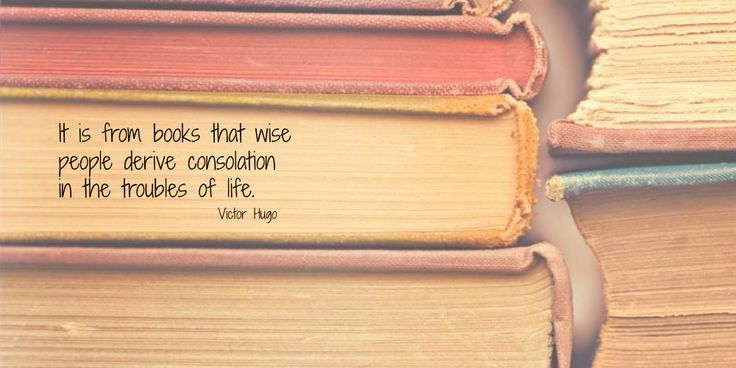 It is from books that wise
people derive consolation
in the troubles of life.
Victor Hugo